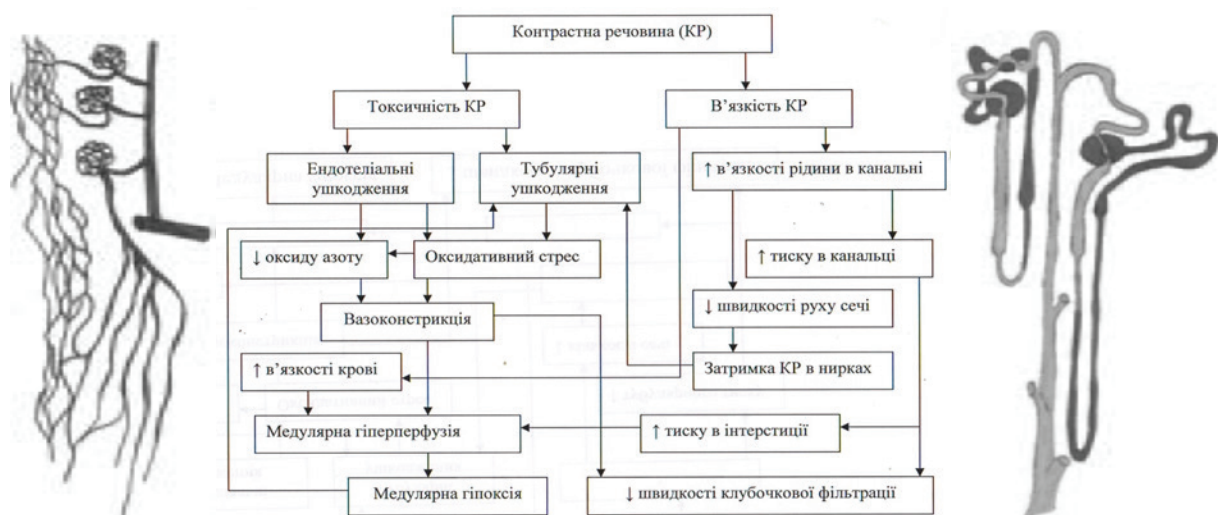 Контрастна речовина (КР)
Токсичність КР
В’язкість КР
Ендотеліальні
ушкодження
Тубулярні
ушкодження
↑ в’язкості рідини в канальні
↓ оксиду азоту
Оксидативний стрес
↑ тиску в канальці
Вазоконстрикція
↓ швидкості руху сечі
↑ в’язкості крові
Затримка КР в нирках
Медулярна гіперперфузія
↑ тиску в інтерстиції
Медулярна гіпоксія
↓ швидкості клубочкової фільтрації